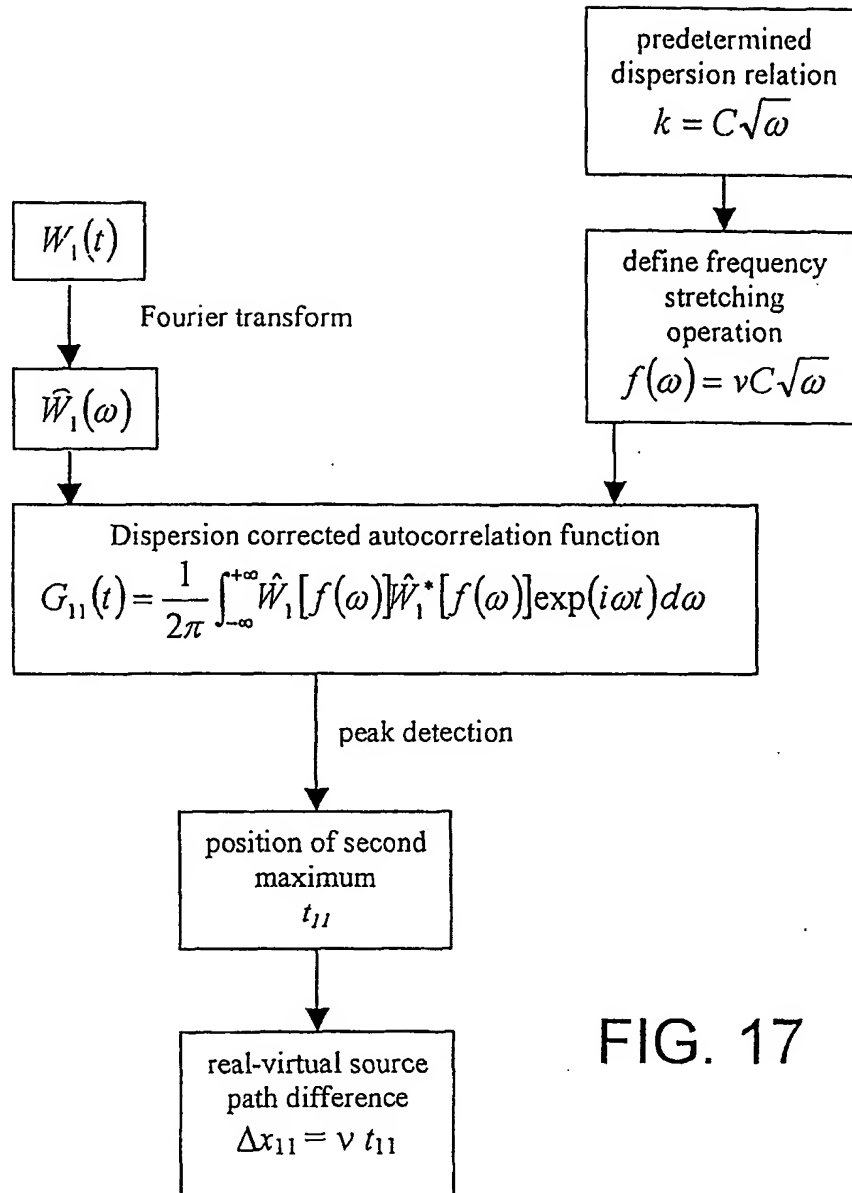 predetermined
dispersion relation
k = C√ω
W₁(t)
Fourier transform
Ŵ₁(ω)
define frequency
stretching
operation
f(ω) = νC√ω
Dispersion corrected autocorrelation function
G₁₁(t) = 1/2π ∫_{-∞}^{+∞} Ŵ₁[f(ω)]Ŵ₁*[f(ω)]exp(iωt)dω
peak detection
position of second
maximum
t₁₁
real-virtual source
path difference
Δx₁₁ = ν t₁₁
FIG. 17